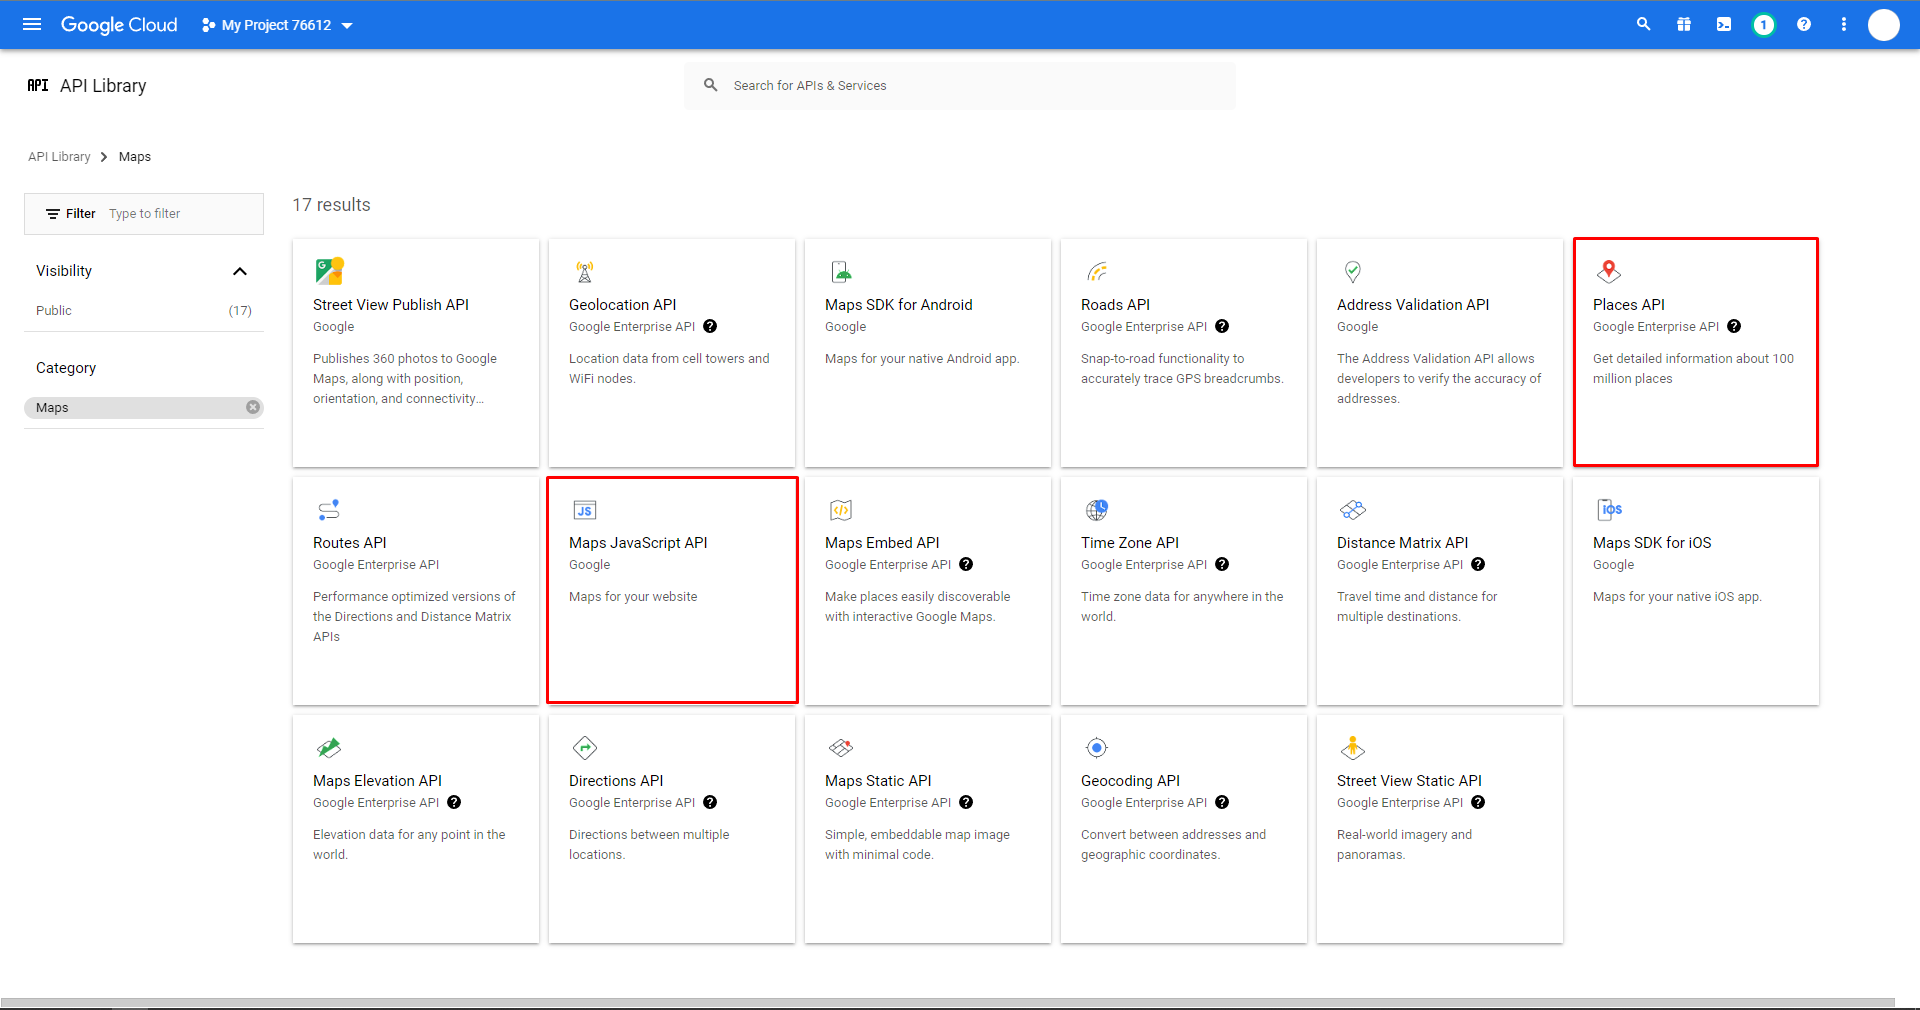 Google Cloud My Project 76612 1
API API Library
Search for APIs & Services
API Library Maps
Filter Type to filter
Visibility
Public (17)
Category
Maps
17 results
Street View Publish API
Google
Publishes 360 photos to Google
Maps, along with position,
orientation, and connectivity...
Geolocation API
Google Enterprise API
Location data from cell towers and
WiFi nodes.
Maps SDK for Android
Google
Maps for your native Android app.
Roads API
Google Enterprise API
Snap-to-road functionality to
accurately trace GPS breadcrumbs.
Address Validation API
Google
The Address Validation API allows
developers to verify the accuracy of
addresses.
Places API
Google Enterprise API
Get detailed information about 100
million places
Routes API
Google Enterprise API
Performance optimized versions of
the Directions and Distance Matrix
APIs
JS
Maps JavaScript API
Google
Maps for your website
Maps Embed API
Google Enterprise API
Make places easily discoverable
with interactive Google Maps.
Time Zone API
Google Enterprise API
Time zone data for anywhere in the
world.
Distance Matrix API
Google Enterprise API
Travel time and distance for
multiple destinations.
iOS
Maps SDK for iOS
Google
Maps for your native iOS app.
Maps Elevation API
Google Enterprise API
Elevation data for any point in the
world.
Directions API
Google Enterprise API
Directions between multiple
locations.
Maps Static API
Google Enterprise API
Simple, embeddable map image
with minimal code.
Geocoding API
Google Enterprise API
Convert between addresses and
geographic coordinates.
Street View Static API
Google Enterprise API
Real-world imagery and
panoramas.